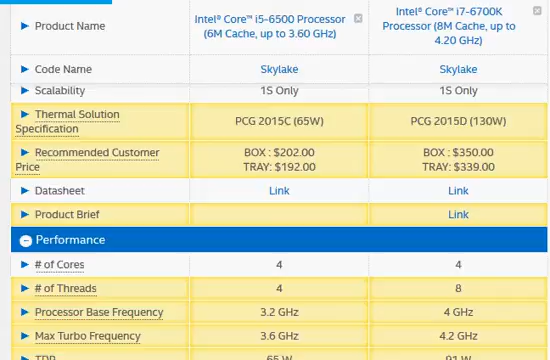 Product Name
Intel® Core™ i5-6500 Processor
(6M Cache, up to 3.60 GHz)
Intel® Core™ i7-6700K
Processor (8M Cache, up to
4.20 GHz)
Code Name Skylake Skylake
Scalability 1S Only 1S Only
Thermal Solution
Specification
PCG 2015C (65W) PCG 2015D (130W)
Recommended Customer
Price
BOX : $202.00
TRAY: $192.00
BOX : $350.00
TRAY: $339.00
Datasheet Link Link
Product Brief Link
Performance
# of Cores 4 4
# of Threads 4 8
Processor Base Frequency 3.2 GHz 4 GHz
Max Turbo Frequency 3.6 GHz 4.2 GHz
TDP 65 W 91 W